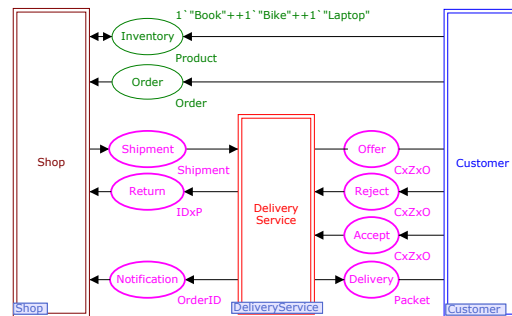 1`"Book"++1`"Bike"++1`"Laptop"
Inventory
Product
Order
Order
Shop
Shipment
Shipment
Offer
CxZxO
Customer
Return
IDxP
Delivery
Service
Reject
CxZxO
Accept
CxZxO
Notification
OrderID
Delivery
Packet
Shop
DeliveryService
Customer